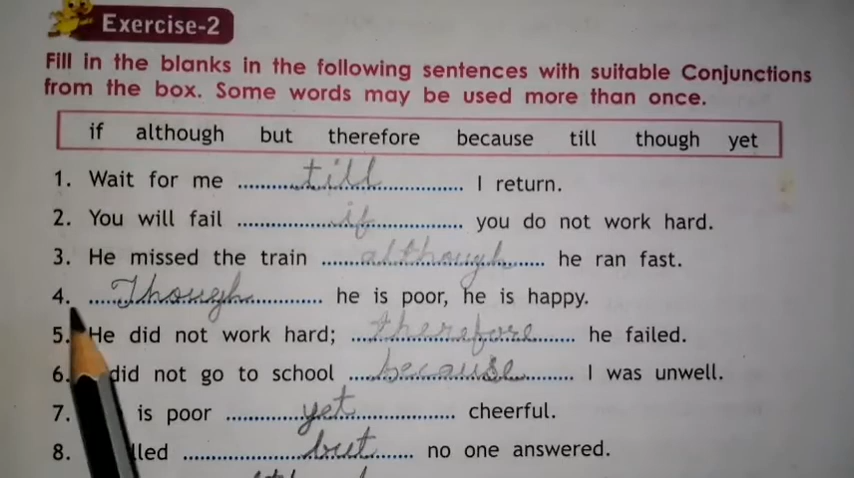 Exercise-2
Fill in the blanks in the following sentences with suitable Conjunctions
from the box. Some words may be used more than once.
if although but therefore because till though yet
1. Wait for me ........till........ I return.
2. You will fail ........if........ you do not work hard.
3. He missed the train ........although........ he ran fast.
4. ........Though........ he is poor, he is happy.
5. He did not work hard; ........therefore........ he failed.
6. did not go to school ........because........ I was unwell.
7. is poor ........yet........ cheerful.
8. lled ........but........ no one answered.